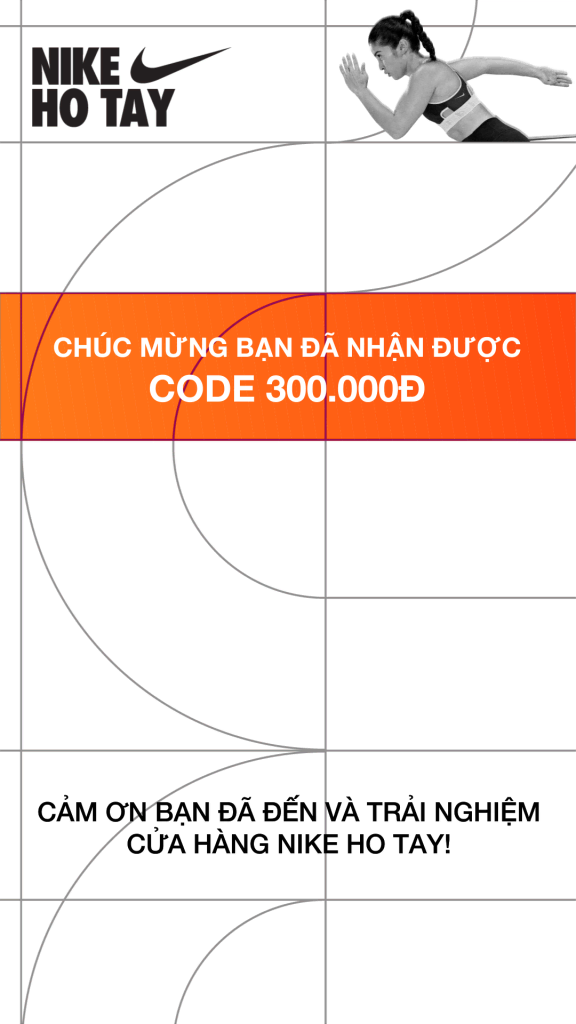 NIKE
HO TAY
CHÚC MỪNG BẠN ĐÃ NHẬN ĐƯỢC
CODE 300.000Đ
CẢM ƠN BẠN ĐÃ ĐẾN VÀ TRẢI NGHIỆM
CỬA HÀNG NIKE HO TAY!